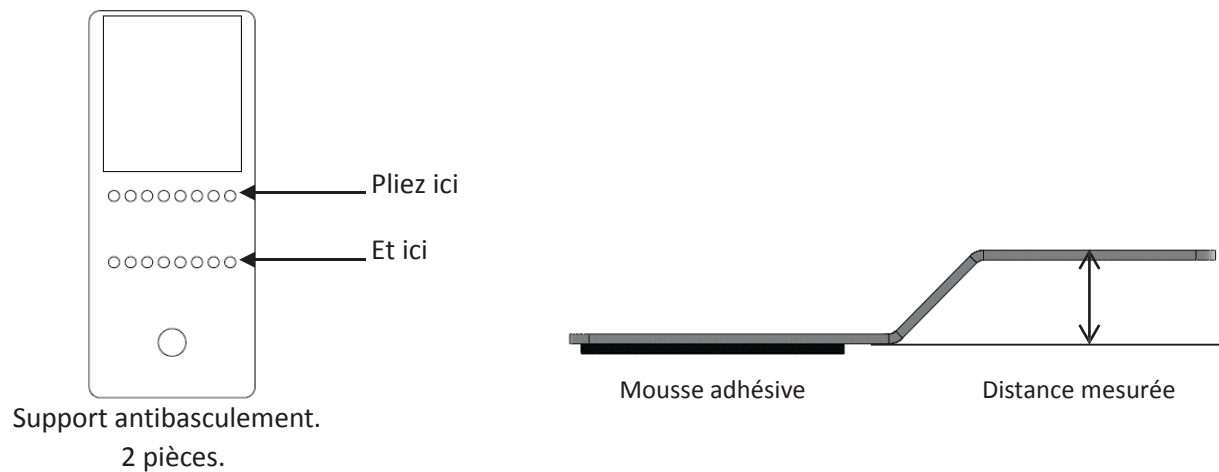 Pliez ici
Et ici
Support antibasculement.
2 pièces.
Mousse adhésive
Distance mesurée